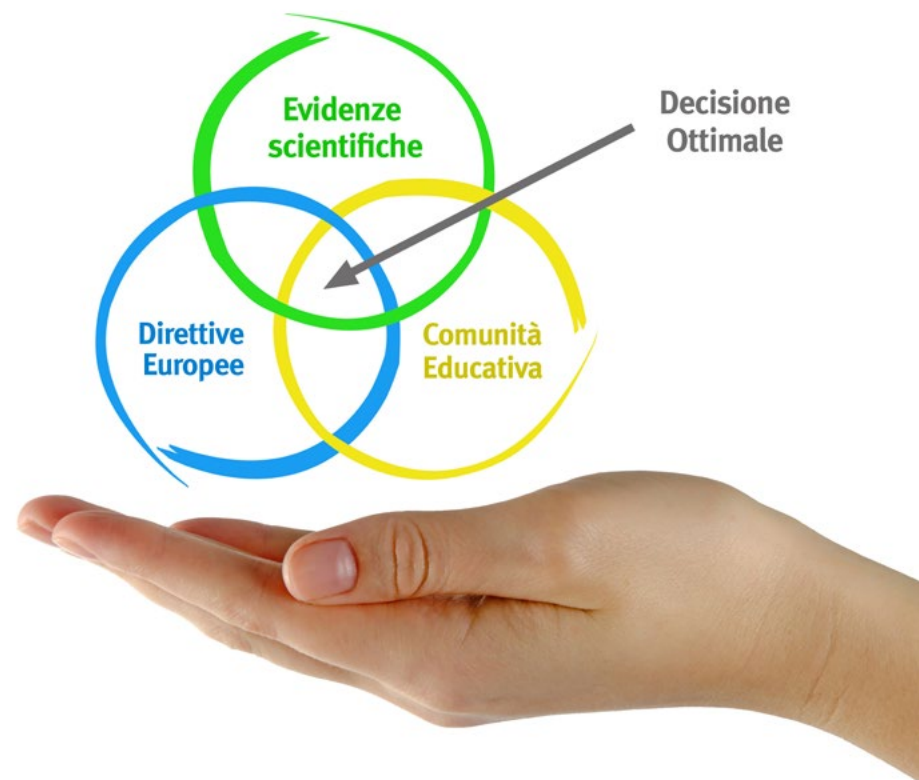 Evidenze
scientifiche
Decisione
Ottimale
Direttive
Europee
Comunità
Educativa